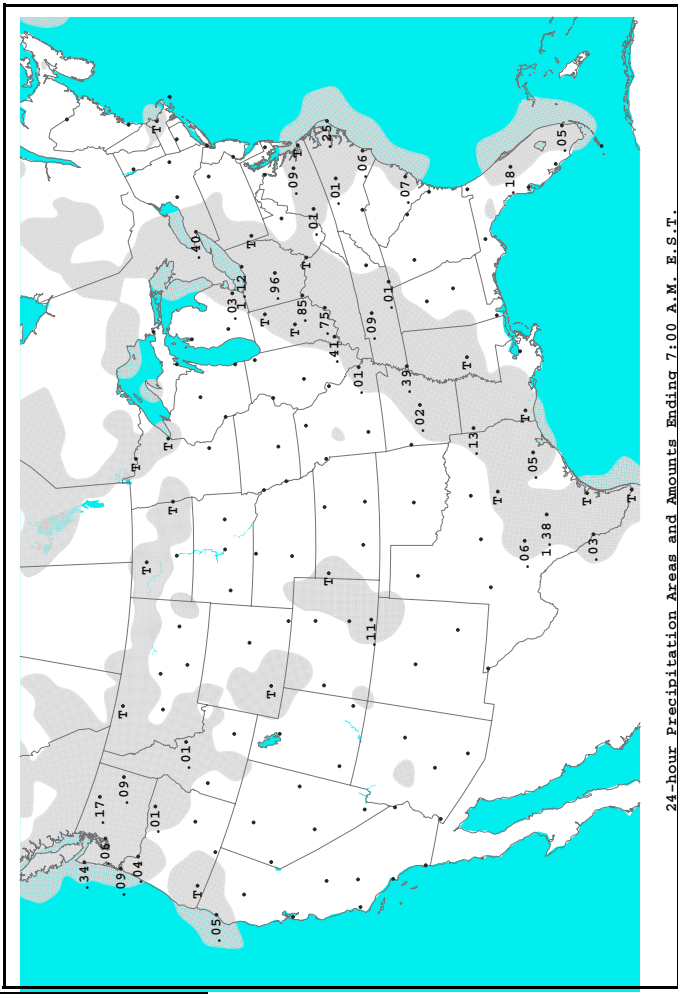 .34
.17
.06
.09
.09
T
T
.04
T
.01
T
T
T
.01
.40
T
.05
.03
1.12
T
T
T
.96
.09
T
T
.85
T
.01
.75
.25
T
.41
.01
.01
.06
.11
.09
.01
.07
.39
.02
T
.13
T
.18
.06
T
.05
1.38
.05
T
.03
T
24-hour Precipitation Areas and Amounts Ending 7:00 A.M. E.S.T.